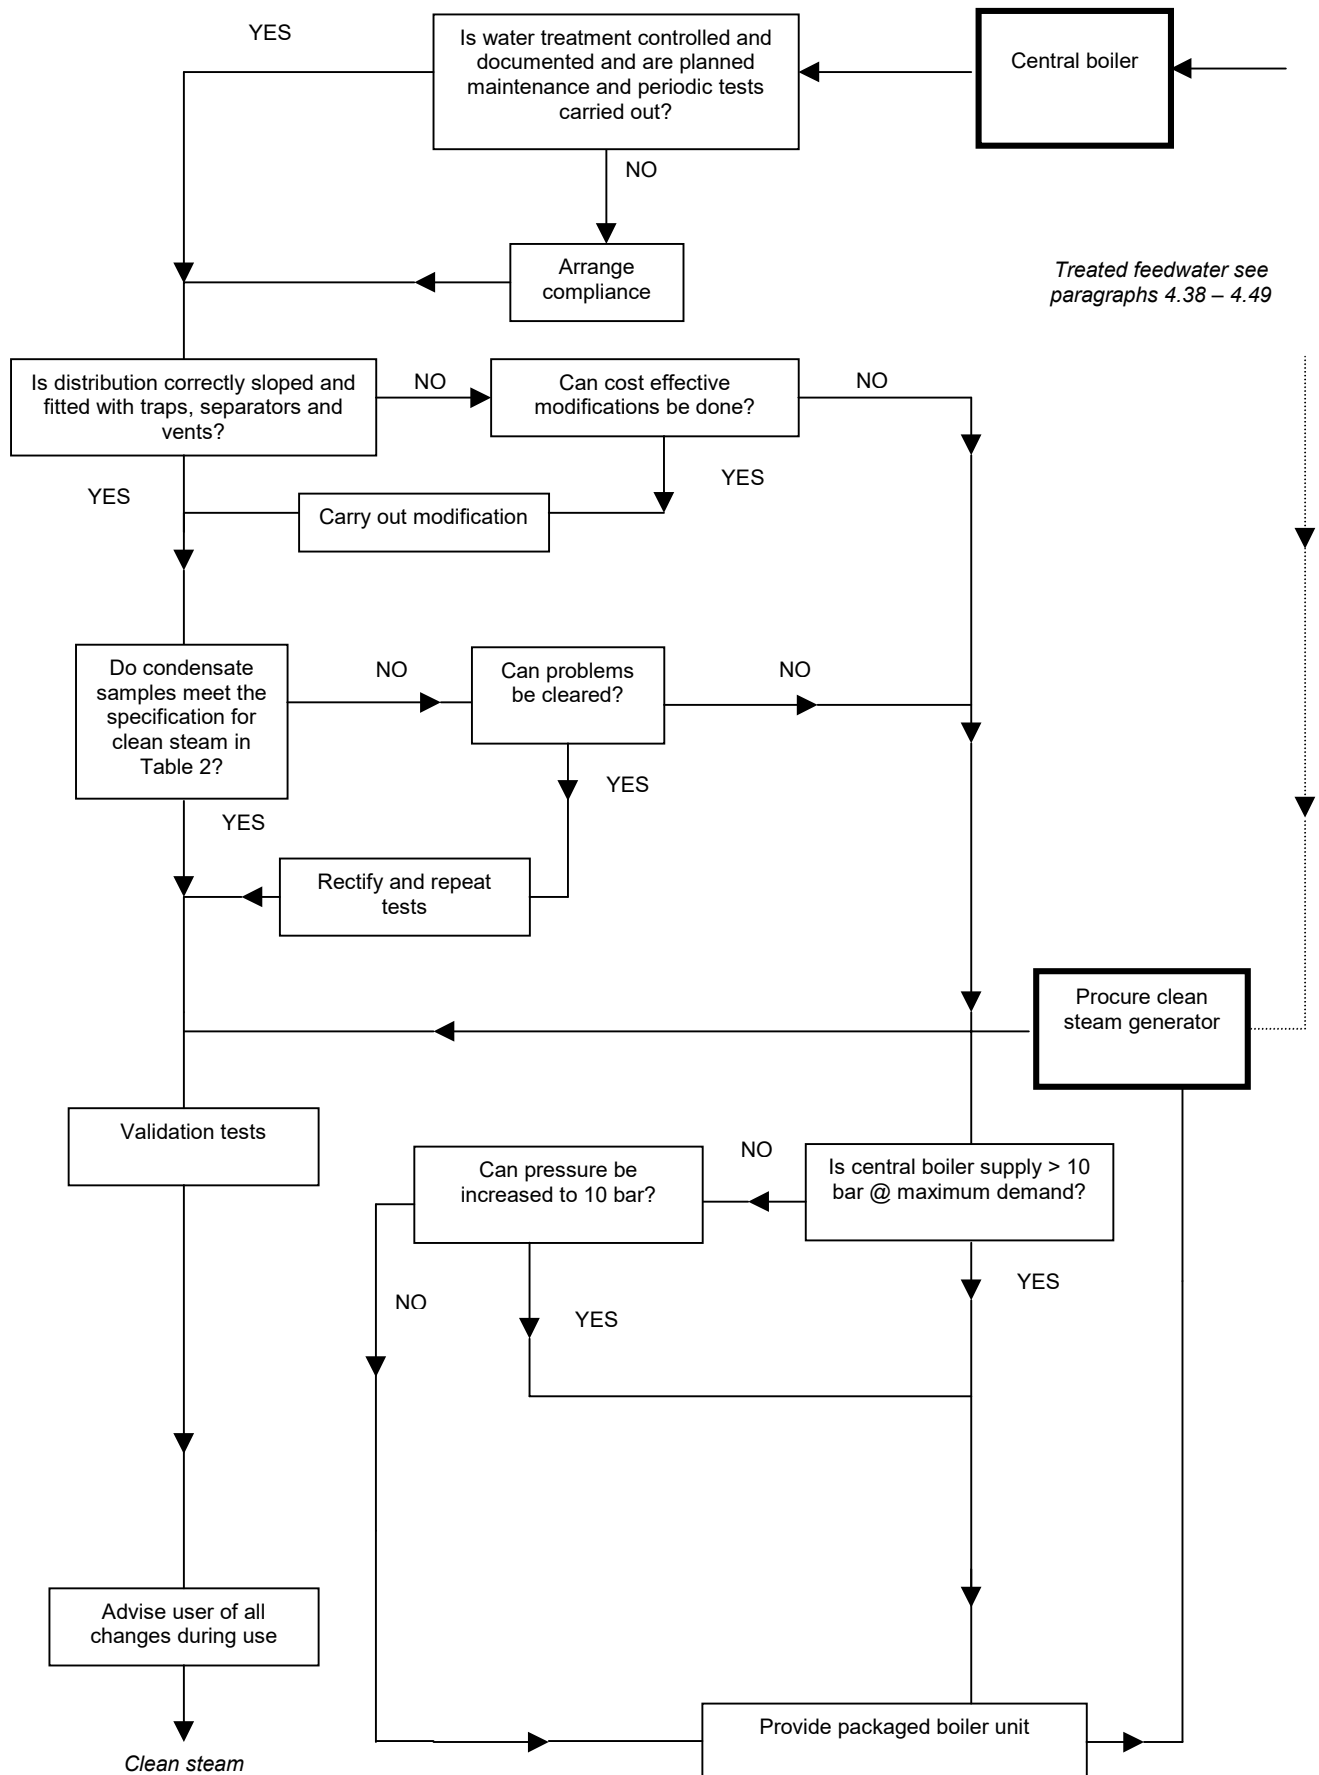 YES
Is water treatment controlled and
documented and are planned
maintenance and periodic tests
carried out?
Central boiler
NO
Arrange
compliance
Treated feedwater see
paragraphs 4.38 – 4.49
Is distribution correctly sloped and
fitted with traps, separators and
vents?
NO
Can cost effective
modifications be done?
NO
YES
YES
Carry out modification
Do condensate
samples meet the
specification for
clean steam in
Table 2?
NO
Can problems
be cleared?
NO
YES
YES
Rectify and repeat
tests
Procure clean
steam generator
Validation tests
Can pressure be
increased to 10 bar?
NO
Is central boiler supply > 10
bar @ maximum demand?
NO
YES
YES
Advise user of all
changes during use
Provide packaged boiler unit
Clean steam